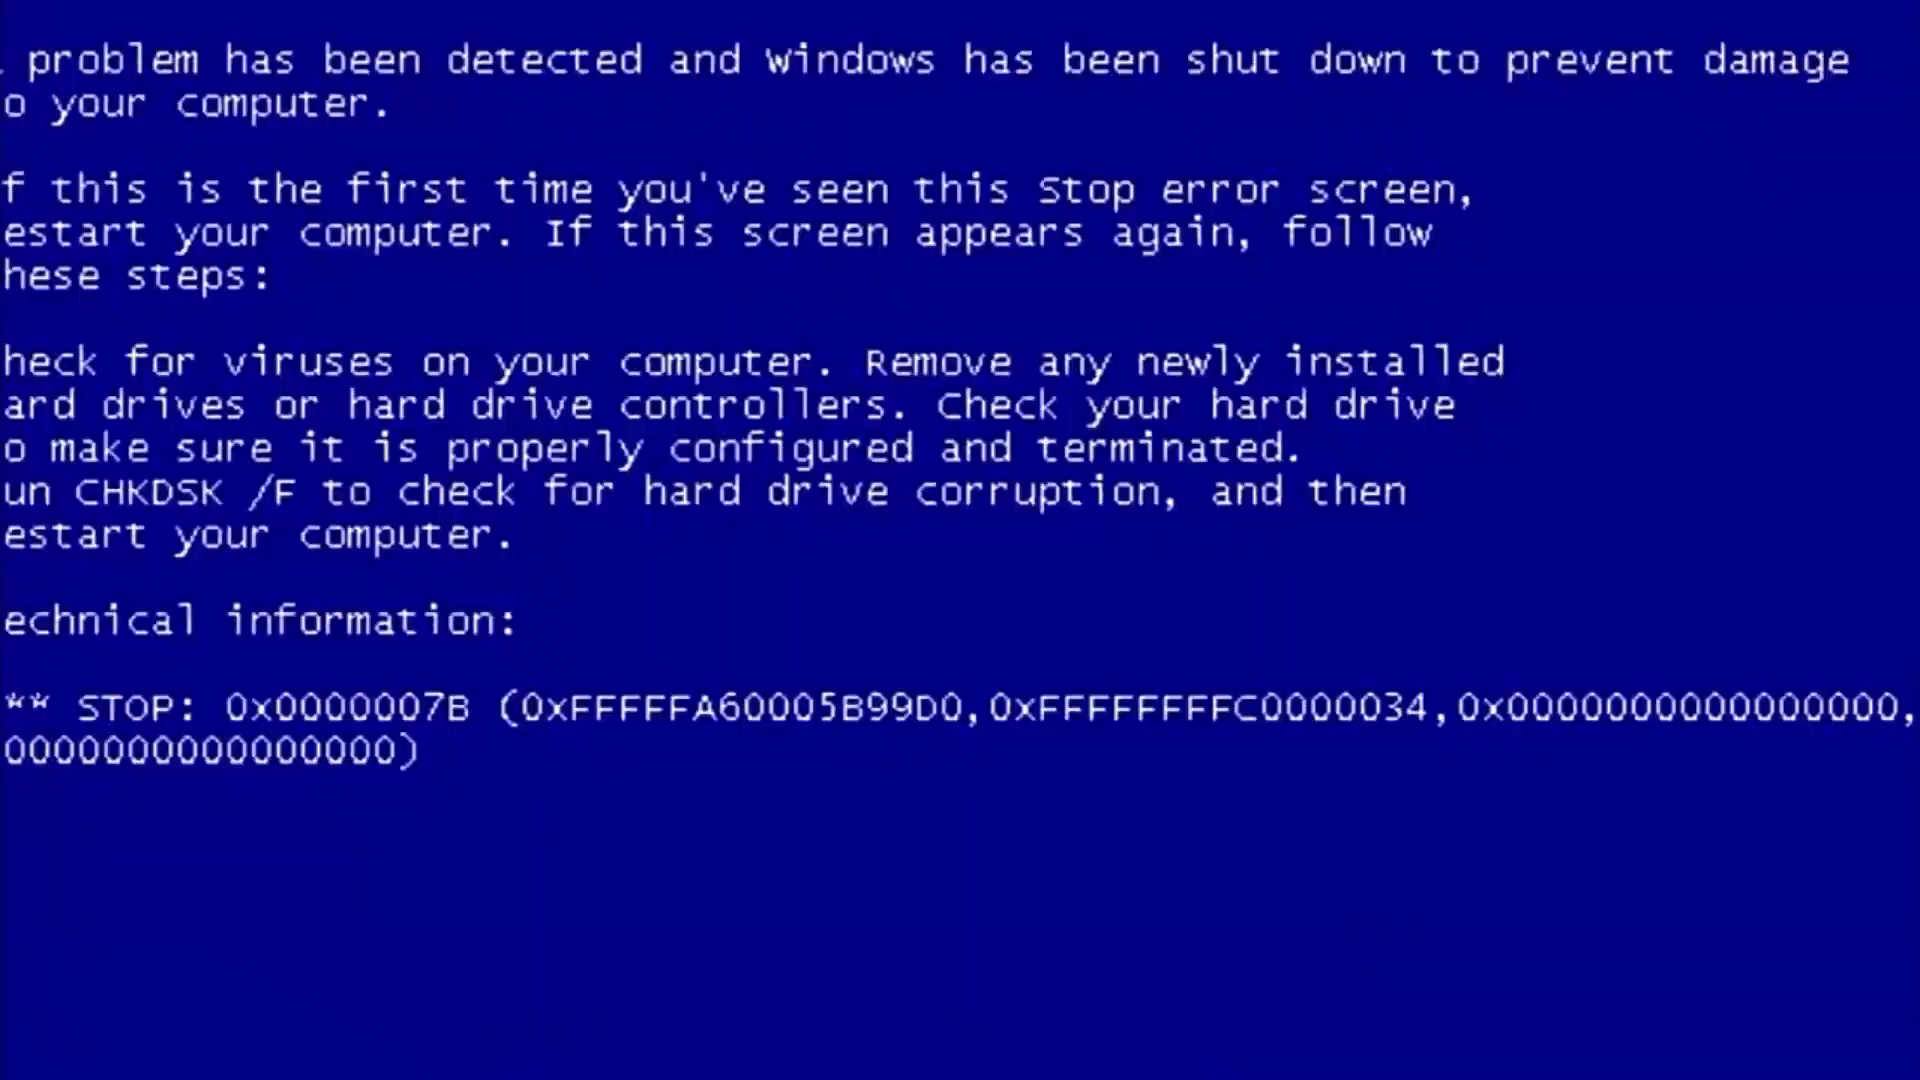 problem has been detected and Windows has been shut down to prevent damage
o your computer.
f this is the first time you've seen this Stop error screen,
estart your computer. If this screen appears again, follow
hese steps:
heck for viruses on your computer. Remove any newly installed
ard drives or hard drive controllers. Check your hard drive
o make sure it is properly configured and terminated.
un CHKDSK /F to check for hard drive corruption, and then
estart your computer.
echnical information:
** STOP: 0x0000007B (0xFFFFFA60005B99D0,0xFFFFFFFFC0000034,0x0000000000000000,
0000000000000000)